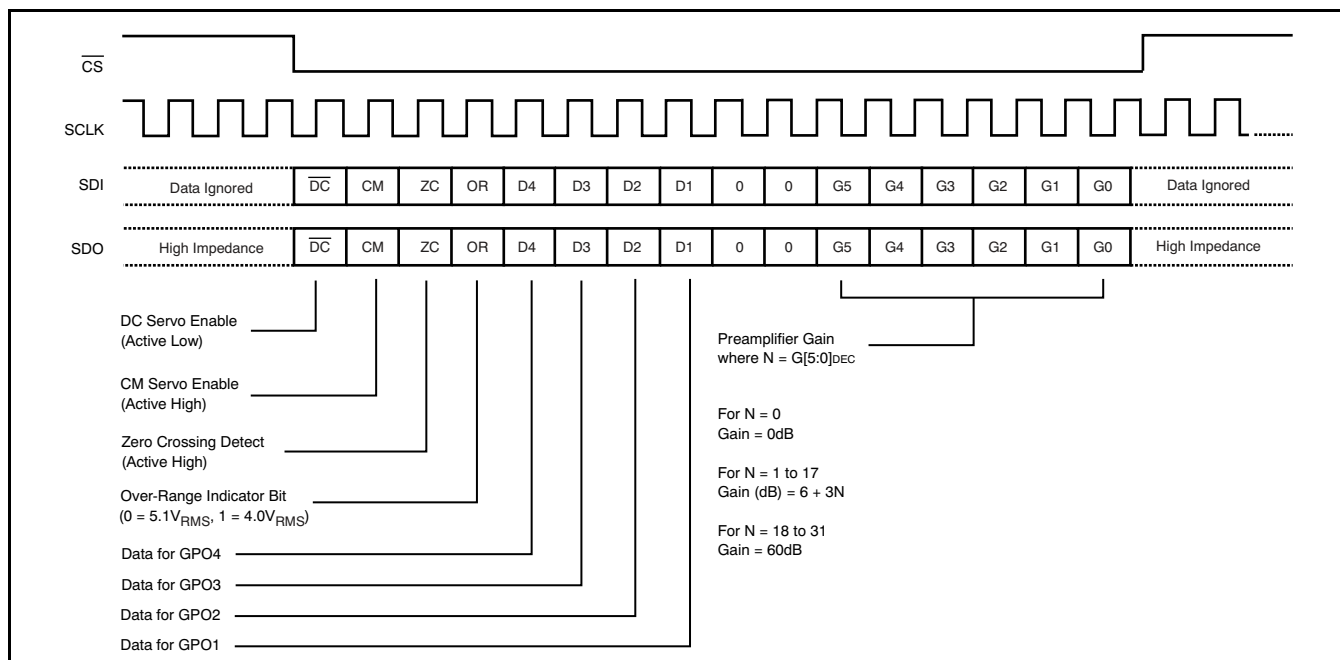 CS
SCLK
SDI Data Ignored DC CM ZC OR D4 D3 D2 D1 0 0 G5 G4 G3 G2 G1 G0 Data Ignored
SDO High Impedance DC CM ZC OR D4 D3 D2 D1 0 0 G5 G4 G3 G2 G1 G0 High Impedance
DC Servo Enable
(Active Low)
CM Servo Enable
(Active High)
Zero Crossing Detect
(Active High)
Over-Range Indicator Bit
(0 = 5.1VRMS, 1 = 4.0VRMS)
Data for GPO4
Data for GPO3
Data for GPO2
Data for GPO1
Preamplifier Gain
where N = G[5:0]DEC
For N = 0
Gain = 0dB
For N = 1 to 17
Gain (dB) = 6 + 3N
For N = 18 to 31
Gain = 60dB